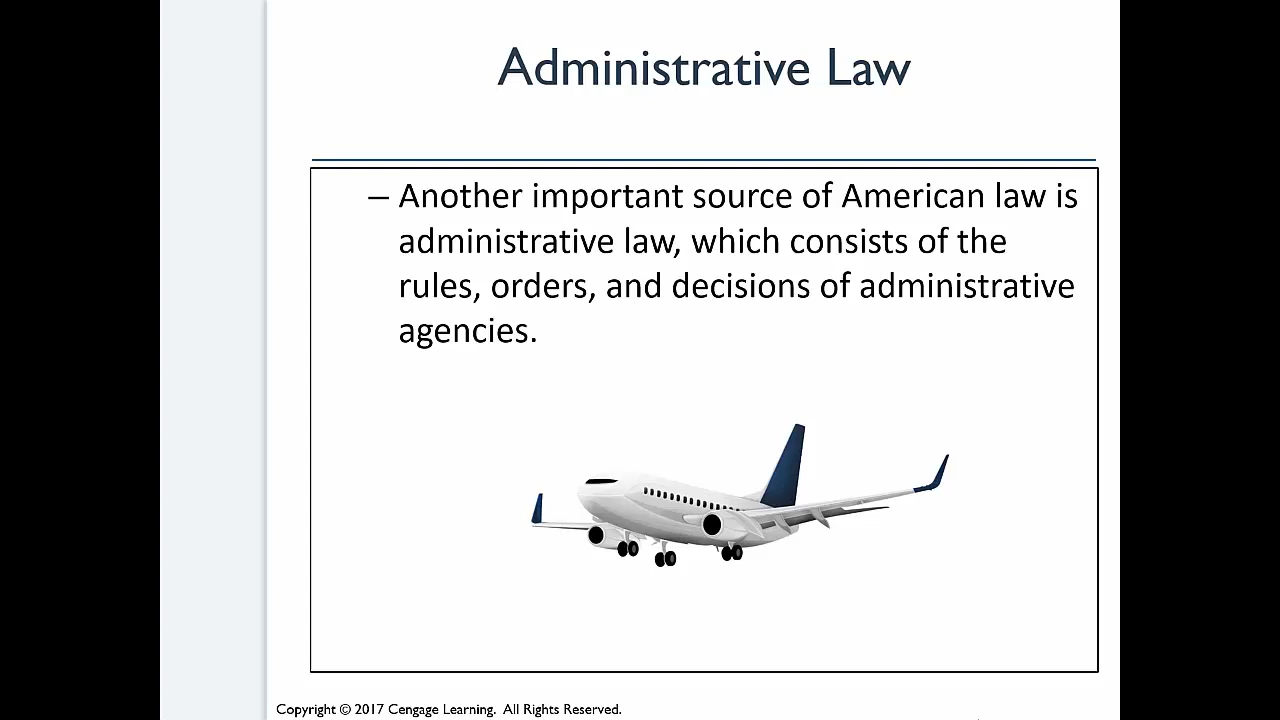 Administrative Law
– Another important source of American law is
administrative law, which consists of the
rules, orders, and decisions of administrative
agencies.
Copyright © 2017 Cengage Learning.  All Rights Reserved.